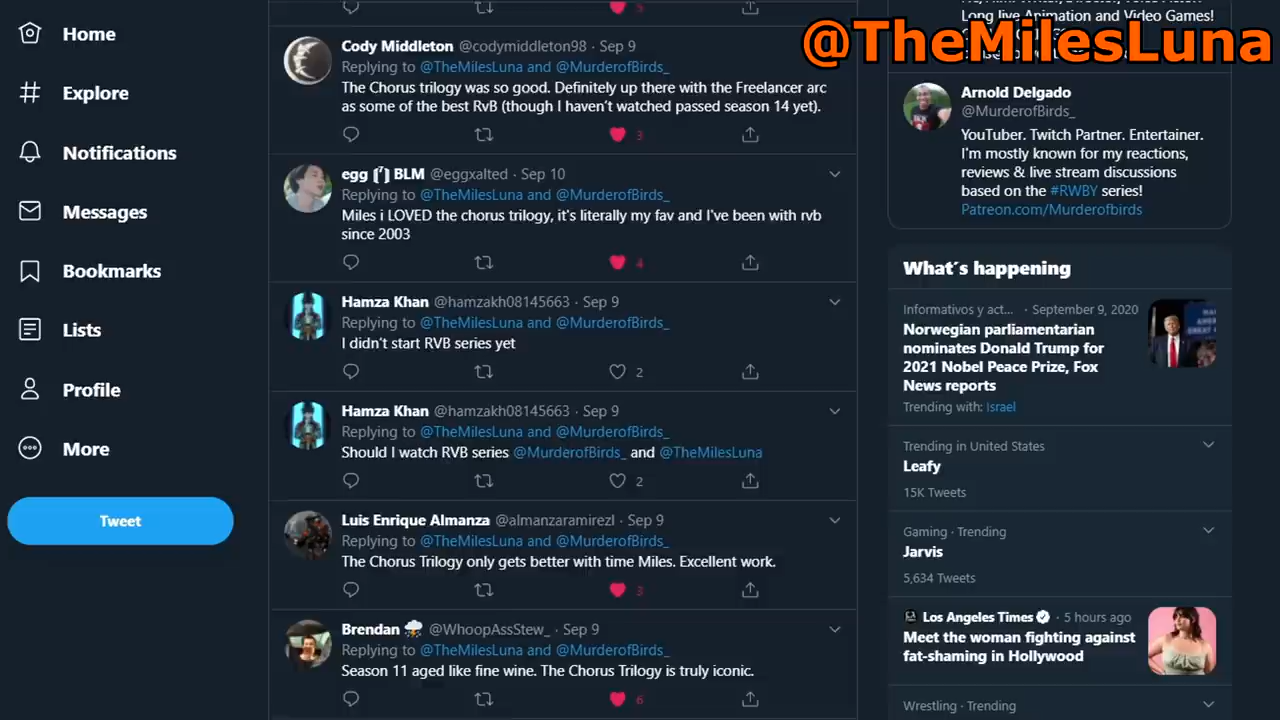 Home
Explore
Notifications
Messages
Bookmarks
Lists
Profile
More
Tweet
5
Cody Middleton @codymiddleton98 · Sep 9
Replying to @TheMilesLuna and @MurderofBirds_
The Chorus trilogy was so good. Definitely up there with the Freelancer arc
as some of the best RvB (though I haven't watched passed season 14 yet).
3
egg BLM @eggxalted · Sep 10
Replying to @TheMilesLuna and @MurderofBirds_
Miles i LOVED the chorus trilogy, it's literally my fav and I've been with rvb
since 2003
4
Hamza Khan @hamzakh08145663 · Sep 9
Replying to @TheMilesLuna and @MurderofBirds_
I didn't start RVB series yet
2
Hamza Khan @hamzakh08145663 · Sep 9
Replying to @TheMilesLuna and @MurderofBirds_
Should I watch RVB series @MurderofBirds_ and @TheMilesLuna
2
Luis Enrique Almanza @almanzaramirezl · Sep 9
Replying to @TheMilesLuna and @MurderofBirds_
The Chorus Trilogy only gets better with time Miles. Excellent work.
3
Brendan @WhoopAssStew_ · Sep 9
Replying to @TheMilesLuna and @MurderofBirds_
Season 11 aged like fine wine. The Chorus Trilogy is truly iconic.
6
Long live Animation and Video Games!
@TheMilesLuna
Arnold Delgado
@MurderofBirds_
YouTuber. Twitch Partner. Entertainer.
I'm mostly known for my reactions,
reviews & live stream discussions
based on the #RWBY series!
Patreon.com/Murderofbirds
What's happening
Informativos y act... · September 9, 2020
Norwegian parliamentarian
nominates Donald Trump for
2021 Nobel Peace Prize, Fox
News reports
Trending with: Israel
Trending in United States
Leafy
15K Tweets
Gaming · Trending
Jarvis
5,634 Tweets
Los Angeles Times · 5 hours ago
Meet the woman fighting against
fat-shaming in Hollywood
Wrestling · Trending